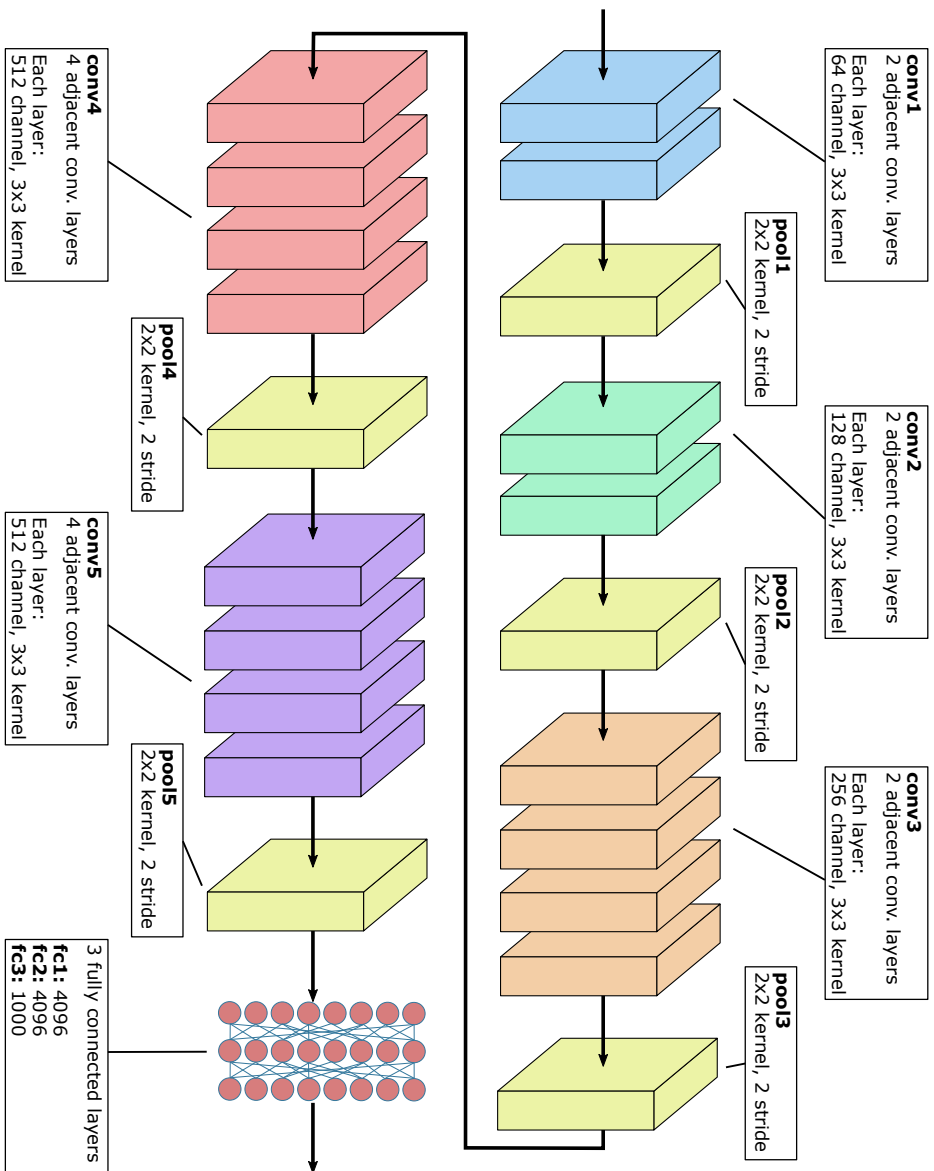 conv1
2 adjacent conv. layers
Each layer:
64 channel, 3x3 kernel
pool1
2x2 kernel, 2 stride
conv2
2 adjacent conv. layers
Each layer:
128 channel, 3x3 kernel
pool2
2x2 kernel, 2 stride
conv3
2 adjacent conv. layers
Each layer:
256 channel, 3x3 kernel
pool3
2x2 kernel, 2 stride
conv4
4 adjacent conv. layers
Each layer:
512 channel, 3x3 kernel
pool4
2x2 kernel, 2 stride
conv5
4 adjacent conv. layers
Each layer:
512 channel, 3x3 kernel
pool5
2x2 kernel, 2 stride
3 fully connected layers
fc1: 4096
fc2: 4096
fc3: 1000